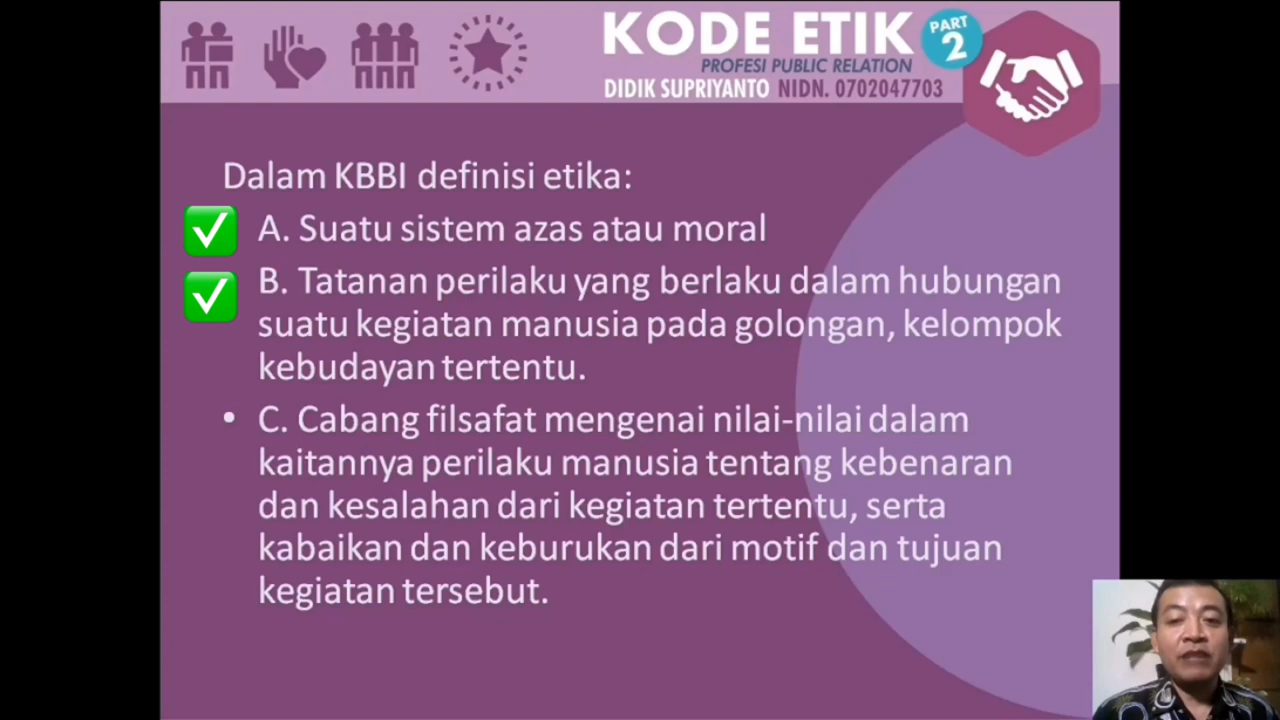 KODE ETIK
PART
2
PROFESI PUBLIC RELATION
DIDIK SUPRIYANTO NIDN. 0702047703
Dalam KBBI definisi etika:
A. Suatu sistem azas atau moral
B. Tatanan perilaku yang berlaku dalam hubungan
suatu kegiatan manusia pada golongan, kelompok
kebudayan tertentu.
• C. Cabang filsafat mengenai nilai-nilai dalam
kaitannya perilaku manusia tentang kebenaran
dan kesalahan dari kegiatan tertentu, serta
kabaikan dan keburukan dari motif dan tujuan
kegiatan tersebut.